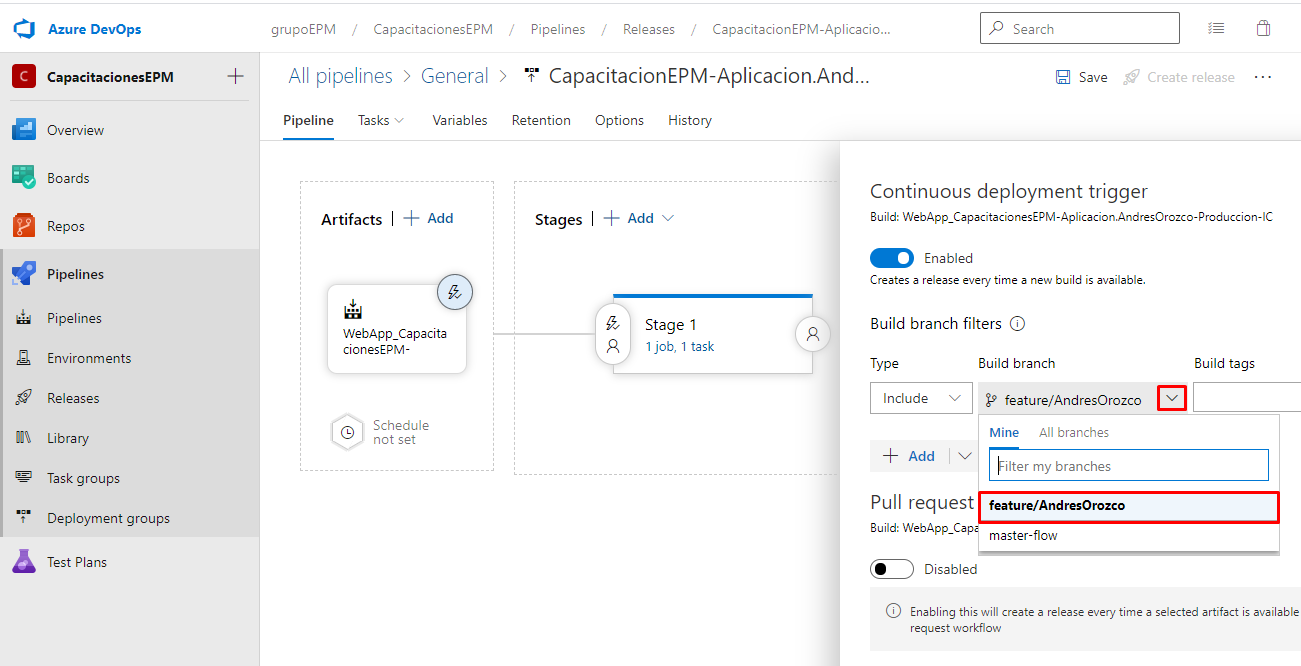 Azure DevOps
grupoEPM / CapacitacionesEPM / Pipelines / Releases / CapacitacionEPM-Aplicacio...
Search
C CapacitacionesEPM
Overview
Boards
Repos
Pipelines
Pipelines
Environments
Releases
Library
Task groups
Deployment groups
Test Plans
All pipelines > General > CapacitacionEPM-Aplicacion.And...
Save
Create release
Pipeline
Tasks
Variables
Retention
Options
History
Artifacts | + Add
WebApp_Capacita
cionesEPM-
Schedule
not set
Stages | + Add
Stage 1
1 job, 1 task
Continuous deployment trigger
Build: WebApp_CapacitacionesEPM-Aplicacion.AndresOrozco-Produccion-IC
Enabled
Creates a release every time a new build is available.
Build branch filters
Type Build branch Build tags
Include feature/AndresOrozco
Mine All branches
Filter my branches
feature/AndresOrozco
master-flow
+ Add
Pull request
Build: WebApp_Capa
Disabled
Enabling this will create a release every time a selected artifact is available
request workflow